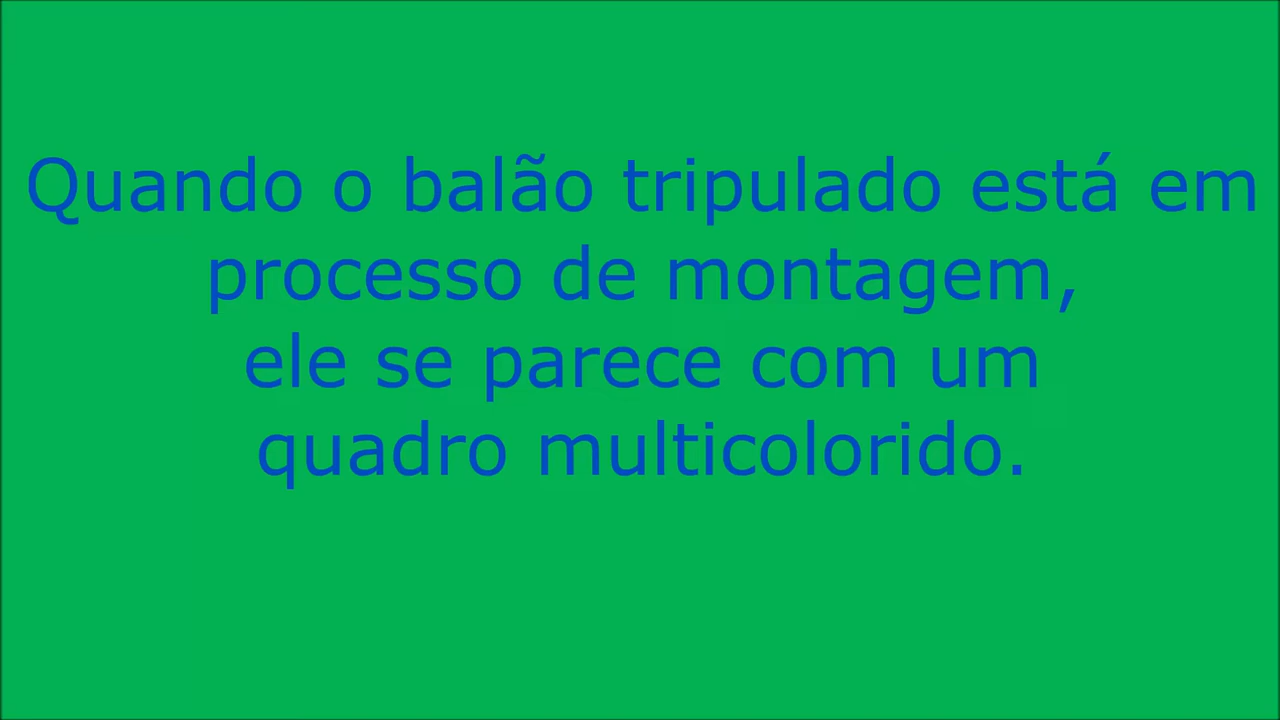 Quando o balão tripulado está em
processo de montagem,
ele se parece com um
quadro multicolorido.